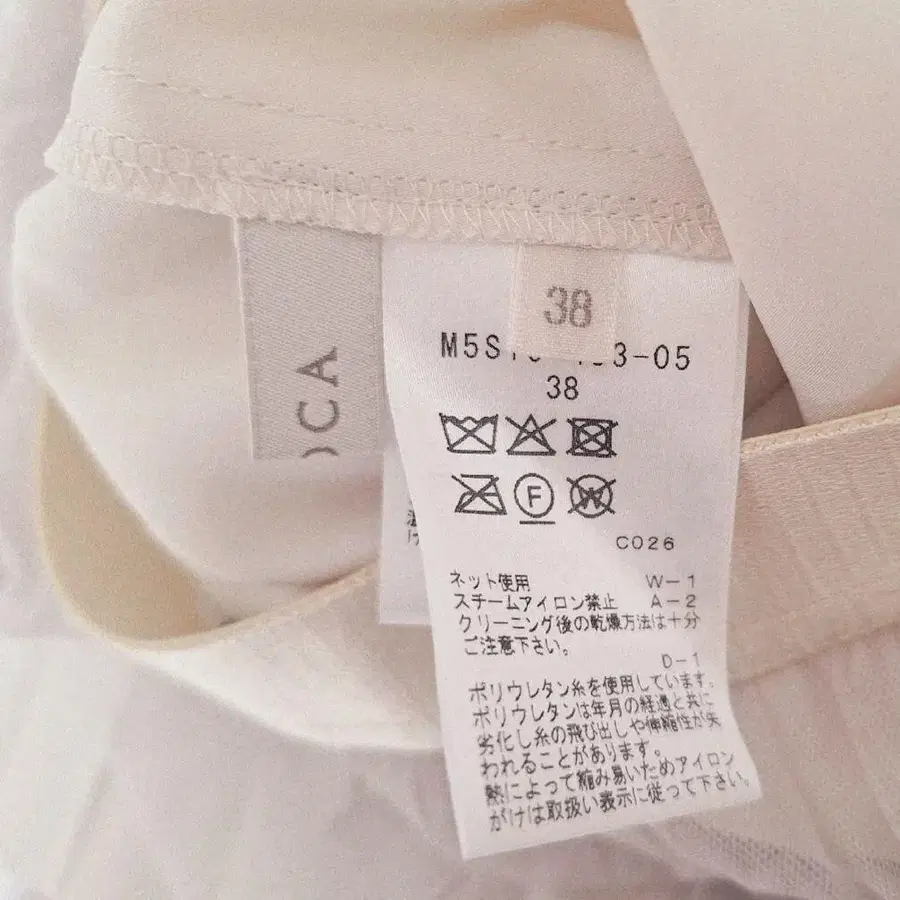 38
OCA
M5S
3-05
38
F
W
C026
ネット使用 W-1
スチームアイロン禁止 A-2
クリーニング後の乾燥方法は十分
ご注意下さい。
D-1
ポリウレタン糸を使用しています。
ポリウレタンは年月の経過と共に
劣化し糸の飛び出しや伸縮性が失
われることがあります。
熱によって縮み易いためアイロン
がけは取扱い表示に従って下さい。